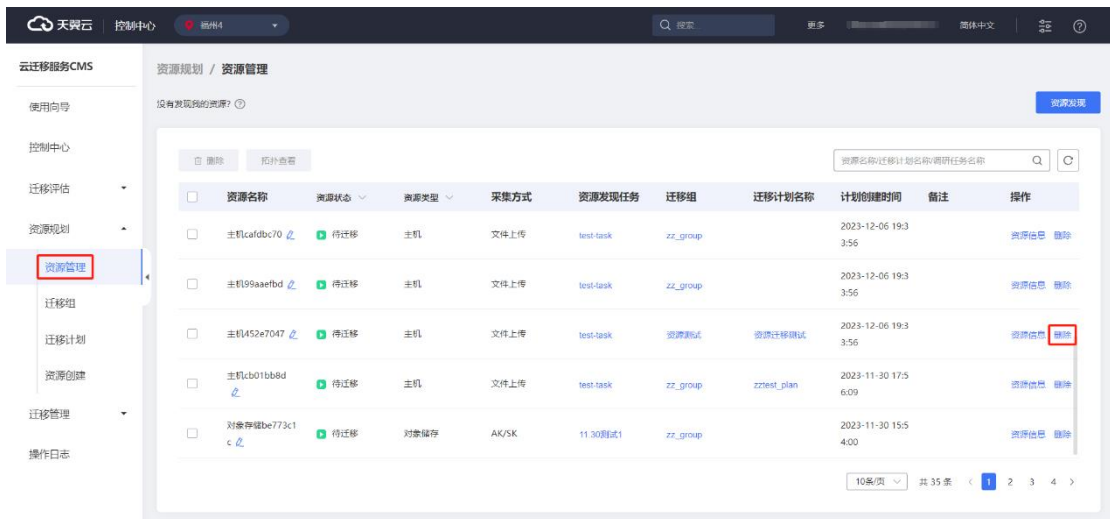 天翼云 控制中心 福州4 搜索 更多 简体中文
云迁移服务CMS
使用向导
控制中心
迁移评估
资源规划
资源管理
迁移组
迁移计划
资源创建
迁移管理
操作日志
资源规划 / 资源管理
没有发现我的资源? 资源发现
删除 拓扑查看 资源名称/迁移计划名称/调研任务名称
资源名称 资源状态 资源类型 采集方式 资源发现任务 迁移组 迁移计划名称 计划创建时间 备注 操作
主机cafdbc70 待迁移 主机 文件上传 test-task zz_group 2023-12-06 19:3 资源信息 删除
3:56
主机99aaefbd 待迁移 主机 文件上传 test-task zz_group 2023-12-06 19:3 资源信息 删除
3:56
主机452e7047 待迁移 主机 文件上传 test-task 资源测试 资源迁移测试 2023-12-06 19:3 资源信息 删除
3:56
主机cb01bb8d 待迁移 主机 文件上传 test-task zz_group zztest_plan 2023-11-30 17:5 资源信息 删除
6:09
对象存储be773c1 待迁移 对象储存 AK/SK 11.30测试1 zz_group 2023-11-30 15:5 资源信息 删除
c 4:00
10条/页 共 35 条 1 2 3 4